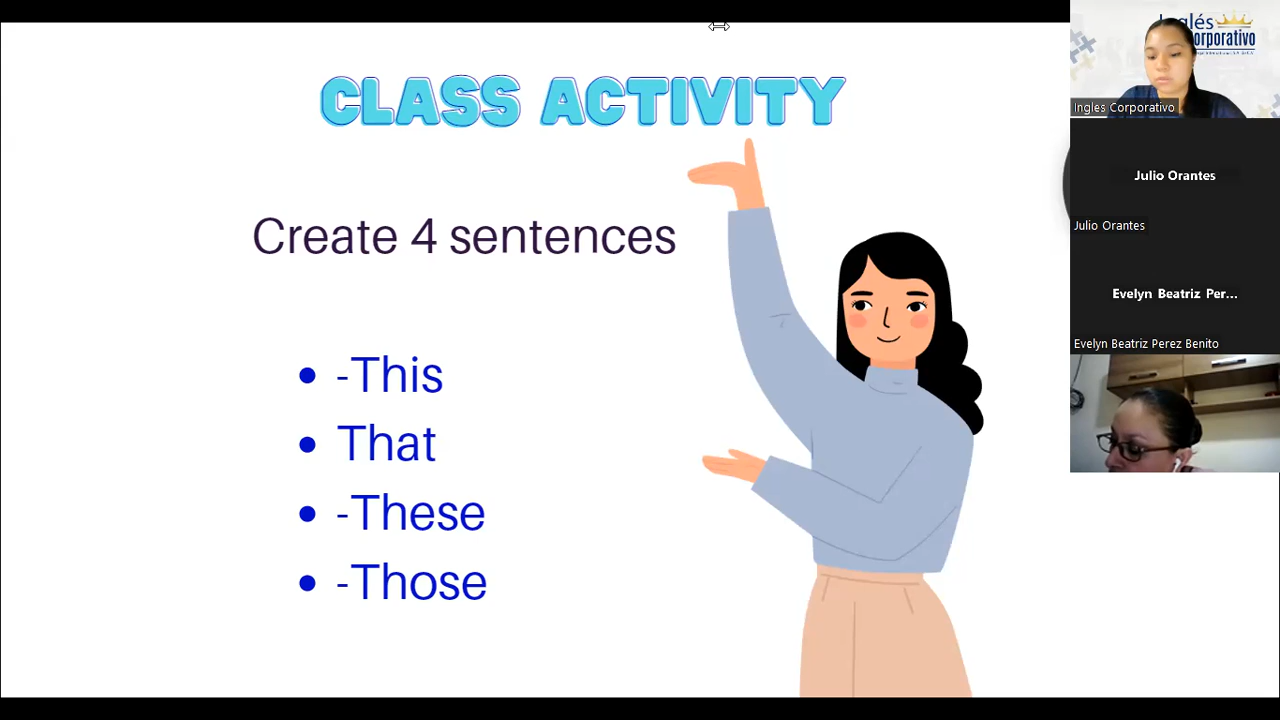 CLASS ACTIVITY
Create 4 sentences
-This
That
-These
-Those
Inglés
Corporativo
Ingles Corporativo
Julio Orantes
Julio Orantes
Evelyn Beatriz Per...
Evelyn Beatriz Perez Benito